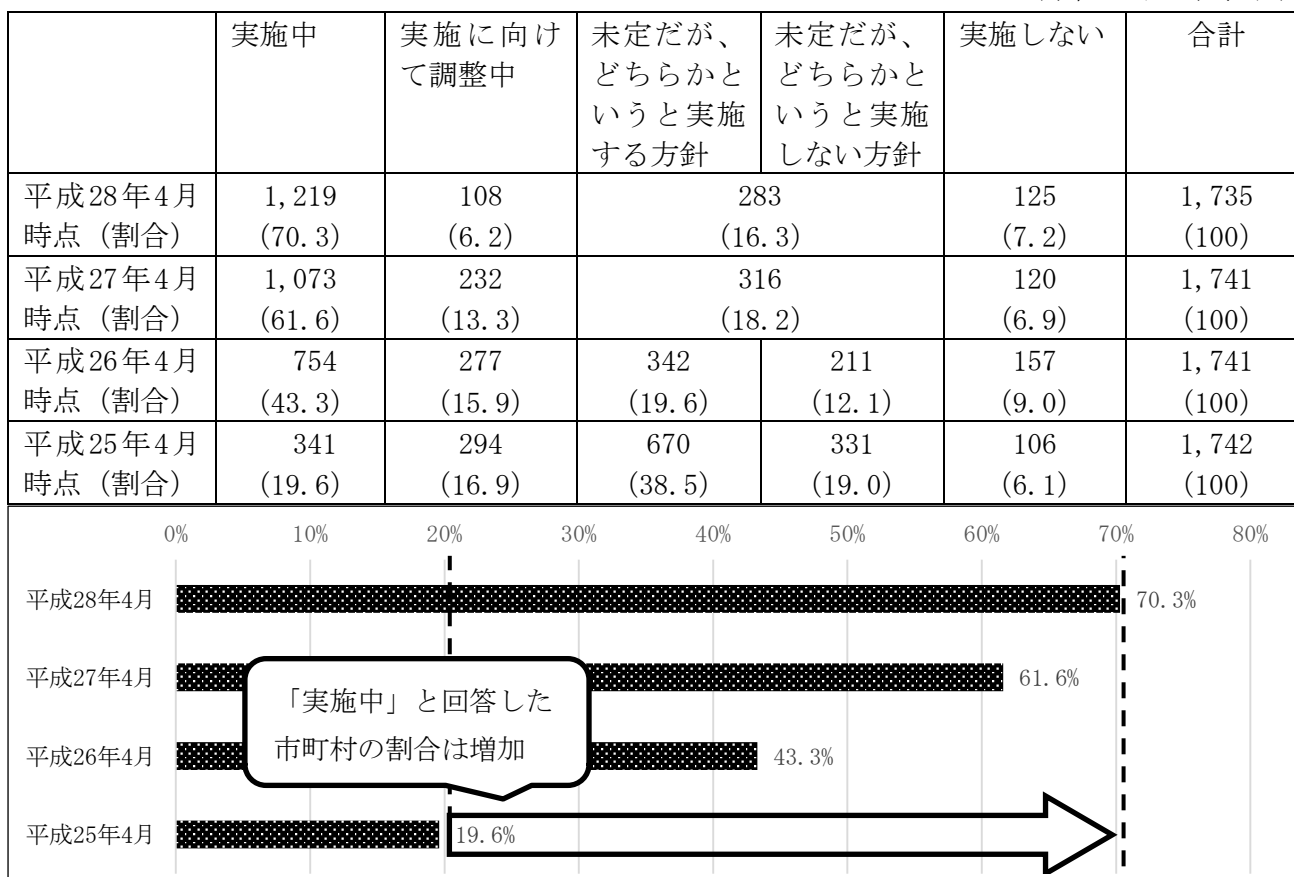 実施中
実施に向けて調整中
未定だが、どちらかというと実施する方針
未定だが、どちらかというと実施しない方針
実施しない
合計
平成28年4月時点（割合）
1,219
(70.3)
108
(6.2)
283
(16.3)
125
(7.2)
1,735
(100)
平成27年4月時点（割合）
1,073
(61.6)
232
(13.3)
316
(18.2)
120
(6.9)
1,741
(100)
平成26年4月時点（割合）
754
(43.3)
277
(15.9)
342
(19.6)
211
(12.1)
157
(9.0)
1,741
(100)
平成25年4月時点（割合）
341
(19.6)
294
(16.9)
670
(38.5)
331
(19.0)
106
(6.1)
1,742
(100)
0% 10% 20% 30% 40% 50% 60% 70% 80%
平成28年4月 70.3%
平成27年4月 61.6%
「実施中」と回答した
市町村の割合は増加
平成26年4月 43.3%
平成25年4月 19.6%